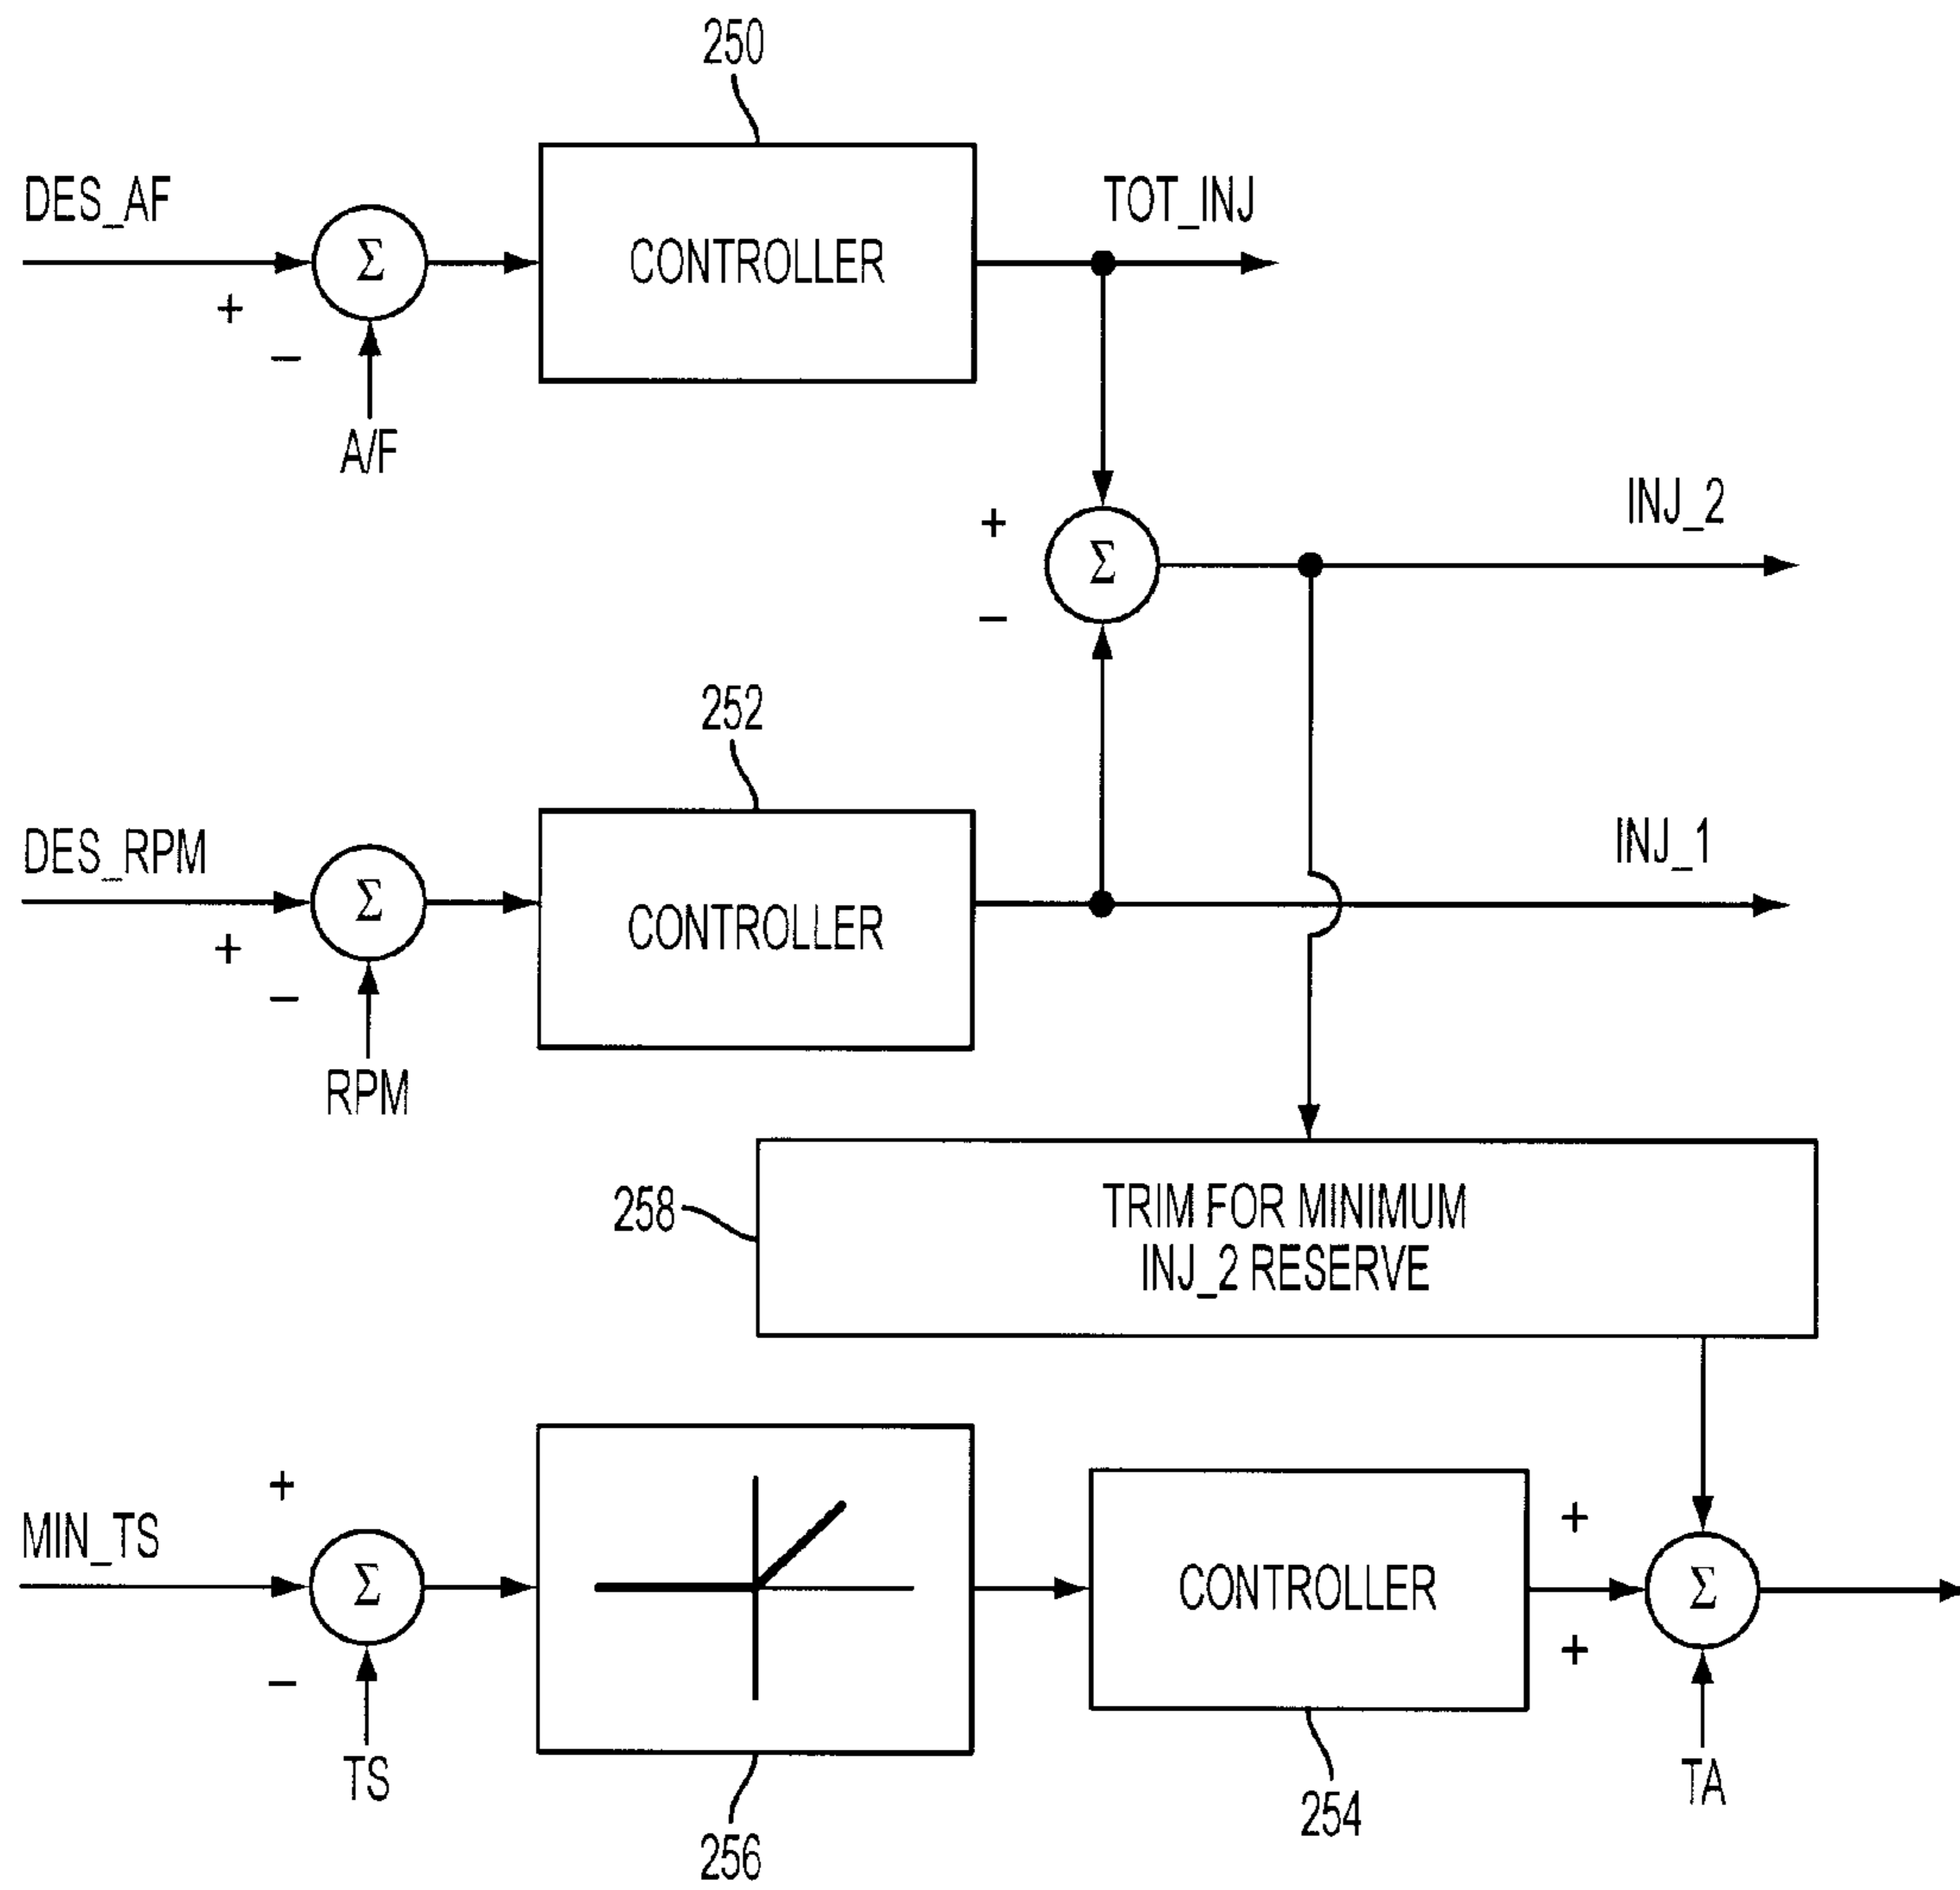 250
DES_AF
Σ
+
−
A/F
CONTROLLER
TOT_INJ
+
Σ
−
INJ_2
252
DES_RPM
Σ
+
−
RPM
CONTROLLER
INJ_1
258
TRIM FOR MINIMUM
INJ_2 RESERVE
MIN_TS
+
Σ
−
TS
256
CONTROLLER
254
+
+
Σ
TA